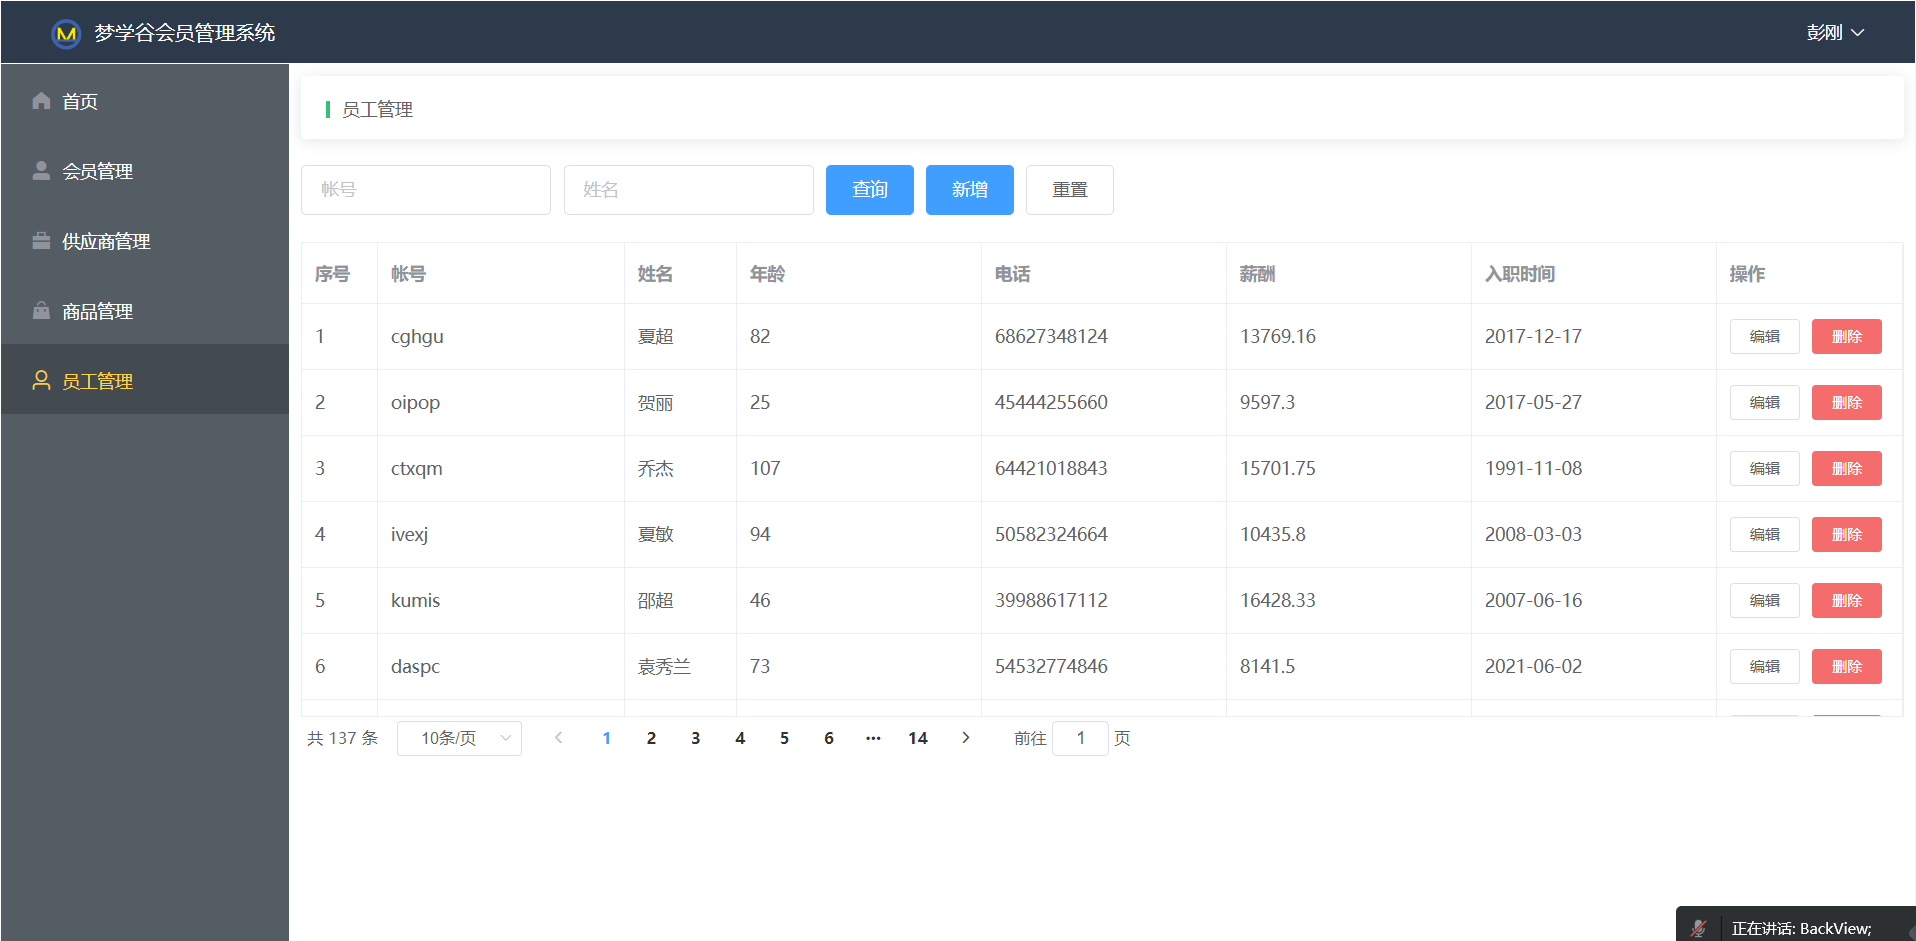 梦学谷会员管理系统
彭刚
首页
会员管理
供应商管理
商品管理
员工管理
员工管理
帐号 姓名 查询 新增 重置
序号 帐号 姓名 年龄 电话 薪酬 入职时间 操作
1 cghgu 夏超 82 68627348124 13769.16 2017-12-17 编辑 删除
2 oipop 贺丽 25 45444255660 9597.3 2017-05-27 编辑 删除
3 ctxqm 乔杰 107 64421018843 15701.75 1991-11-08 编辑 删除
4 ivexj 夏敏 94 50582324664 10435.8 2008-03-03 编辑 删除
5 kumis 邵超 46 39988617112 16428.33 2007-06-16 编辑 删除
6 daspc 袁秀兰 73 54532774846 8141.5 2021-06-02 编辑 删除
共 137 条 10条/页 1 2 3 4 5 6 ··· 14 前往 1 页
正在讲话: BackView;